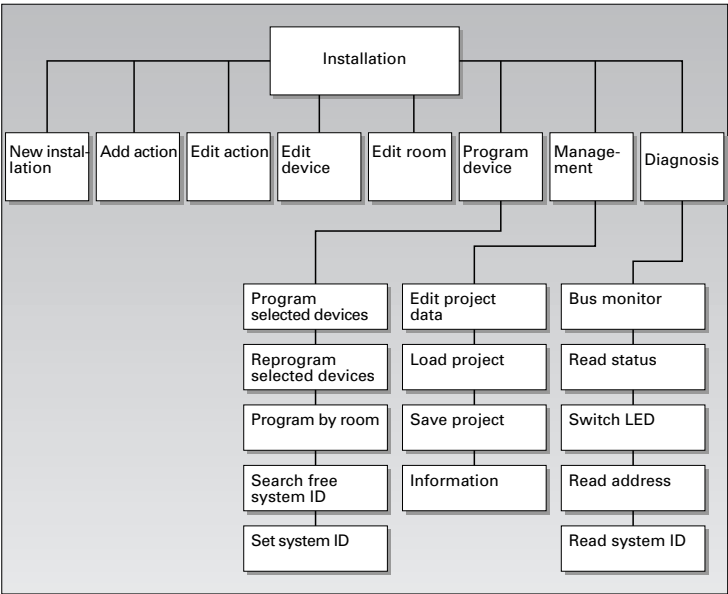 Installation
New instal-
lation
Add action
Edit action
Edit
device
Edit room
Program
device
Manage-
ment
Diagnosis
Program
selected devices
Reprogram
selected devices
Program by room
Search free
system ID
Set system ID
Edit project
data
Load project
Save project
Information
Bus monitor
Read status
Switch LED
Read address
Read system ID